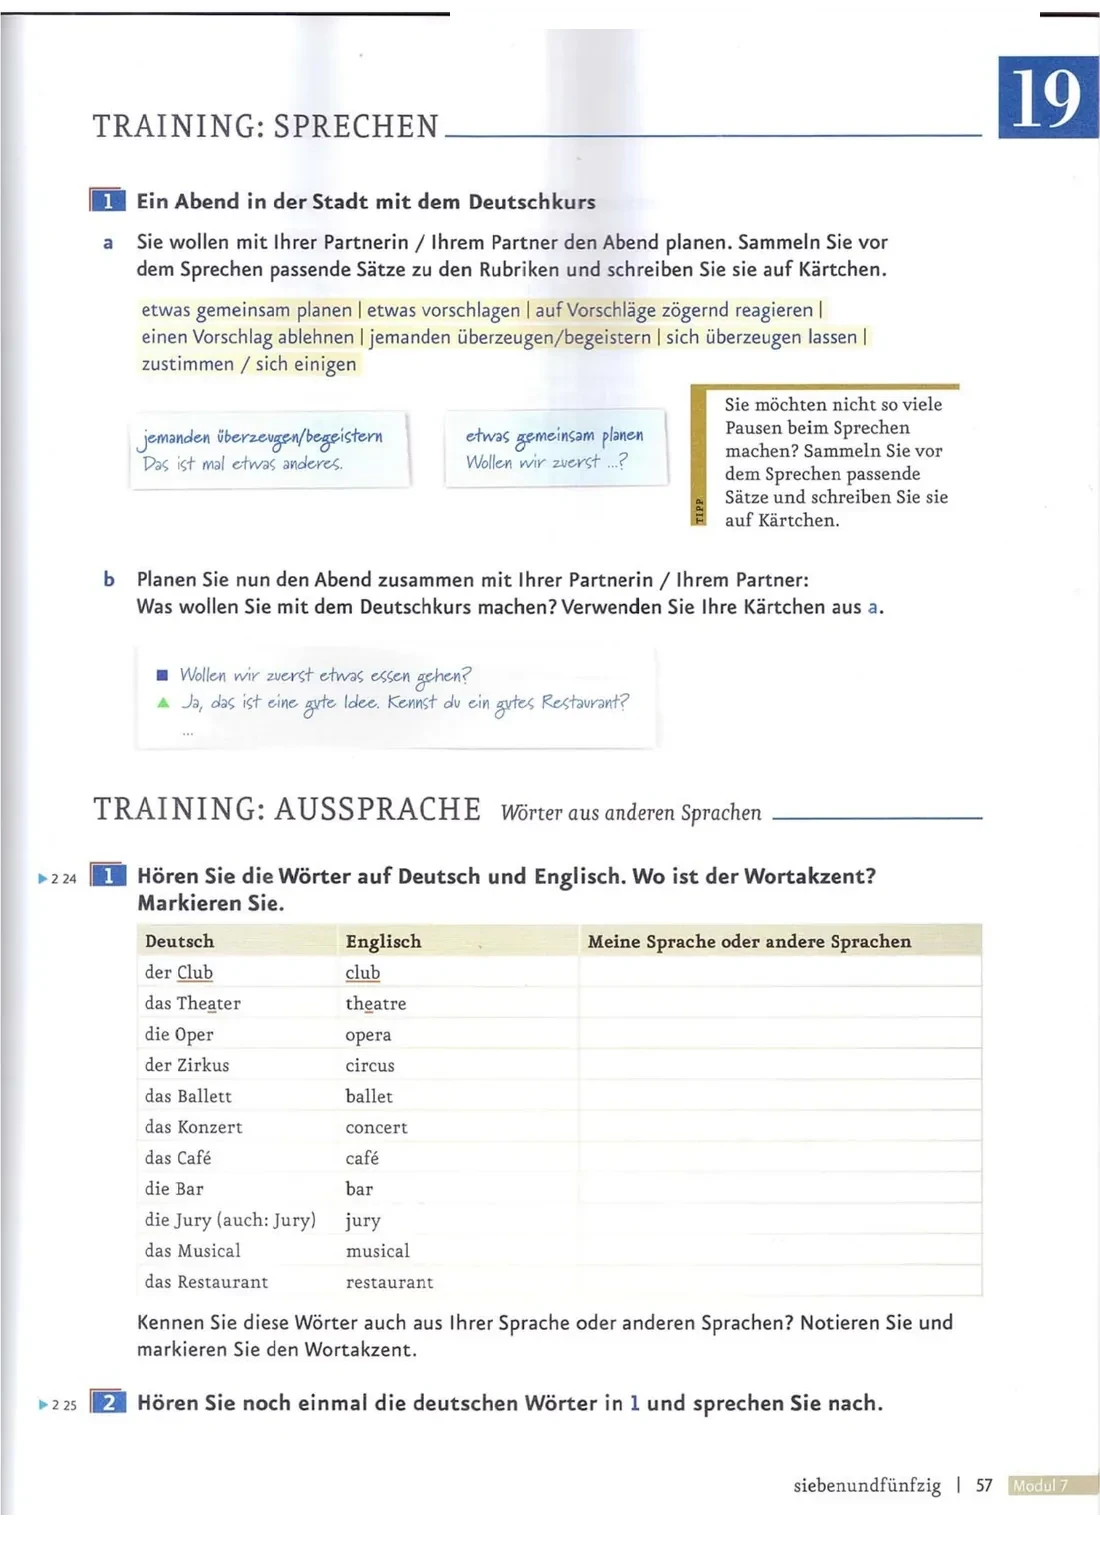 19
TRAINING: SPRECHEN
1 Ein Abend in der Stadt mit dem Deutschkurs
a Sie wollen mit Ihrer Partnerin / Ihrem Partner den Abend planen. Sammeln Sie vor
dem Sprechen passende Sätze zu den Rubriken und schreiben Sie sie auf Kärtchen.
etwas gemeinsam planen | etwas vorschlagen | auf Vorschläge zögernd reagieren |
einen Vorschlag ablehnen | jemanden überzeugen/begeistern | sich überzeugen lassen |
zustimmen / sich einigen
jemanden überzeugen/begeistern
Das ist mal etwas anderes.
etwas gemeinsam planen
Wollen wir zuerst ...?
TIPP
Sie möchten nicht so viele
Pausen beim Sprechen
machen? Sammeln Sie vor
dem Sprechen passende
Sätze und schreiben Sie sie
auf Kärtchen.
b Planen Sie nun den Abend zusammen mit Ihrer Partnerin / Ihrem Partner:
Was wollen Sie mit dem Deutschkurs machen? Verwenden Sie Ihre Kärtchen aus a.
■ Wollen wir zuerst etwas essen gehen?
▲ Ja, das ist eine gute Idee. Kennst du ein gutes Restaurant?
...
TRAINING: AUSSPRACHE Wörter aus anderen Sprachen
▶ 2 24 1 Hören Sie die Wörter auf Deutsch und Englisch. Wo ist der Wortakzent?
Markieren Sie.
Deutsch Englisch Meine Sprache oder andere Sprachen
der Club club
das Theater theatre
die Oper opera
der Zirkus circus
das Ballett ballet
das Konzert concert
das Café café
die Bar bar
die Jury (auch: Jury) jury
das Musical musical
das Restaurant restaurant
Kennen Sie diese Wörter auch aus Ihrer Sprache oder anderen Sprachen? Notieren Sie und
markieren Sie den Wortakzent.
▶ 2 25 2 Hören Sie noch einmal die deutschen Wörter in 1 und sprechen Sie nach.
siebenundfünfzig | 57 Modul 7